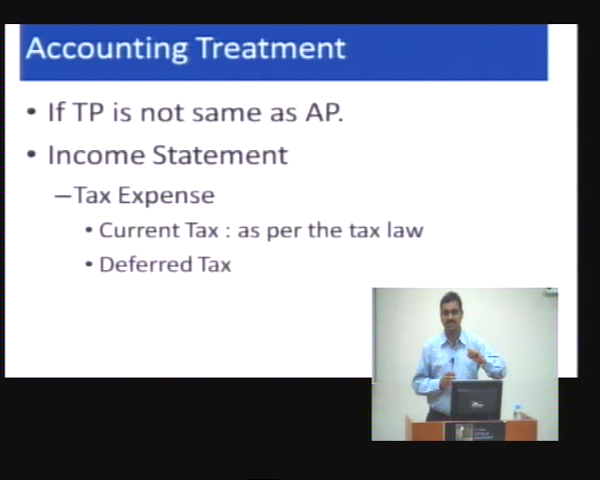 Accounting Treatment
• If TP is not same as AP.
• Income Statement
–Tax Expense
• Current Tax : as per the tax law
• Deferred Tax